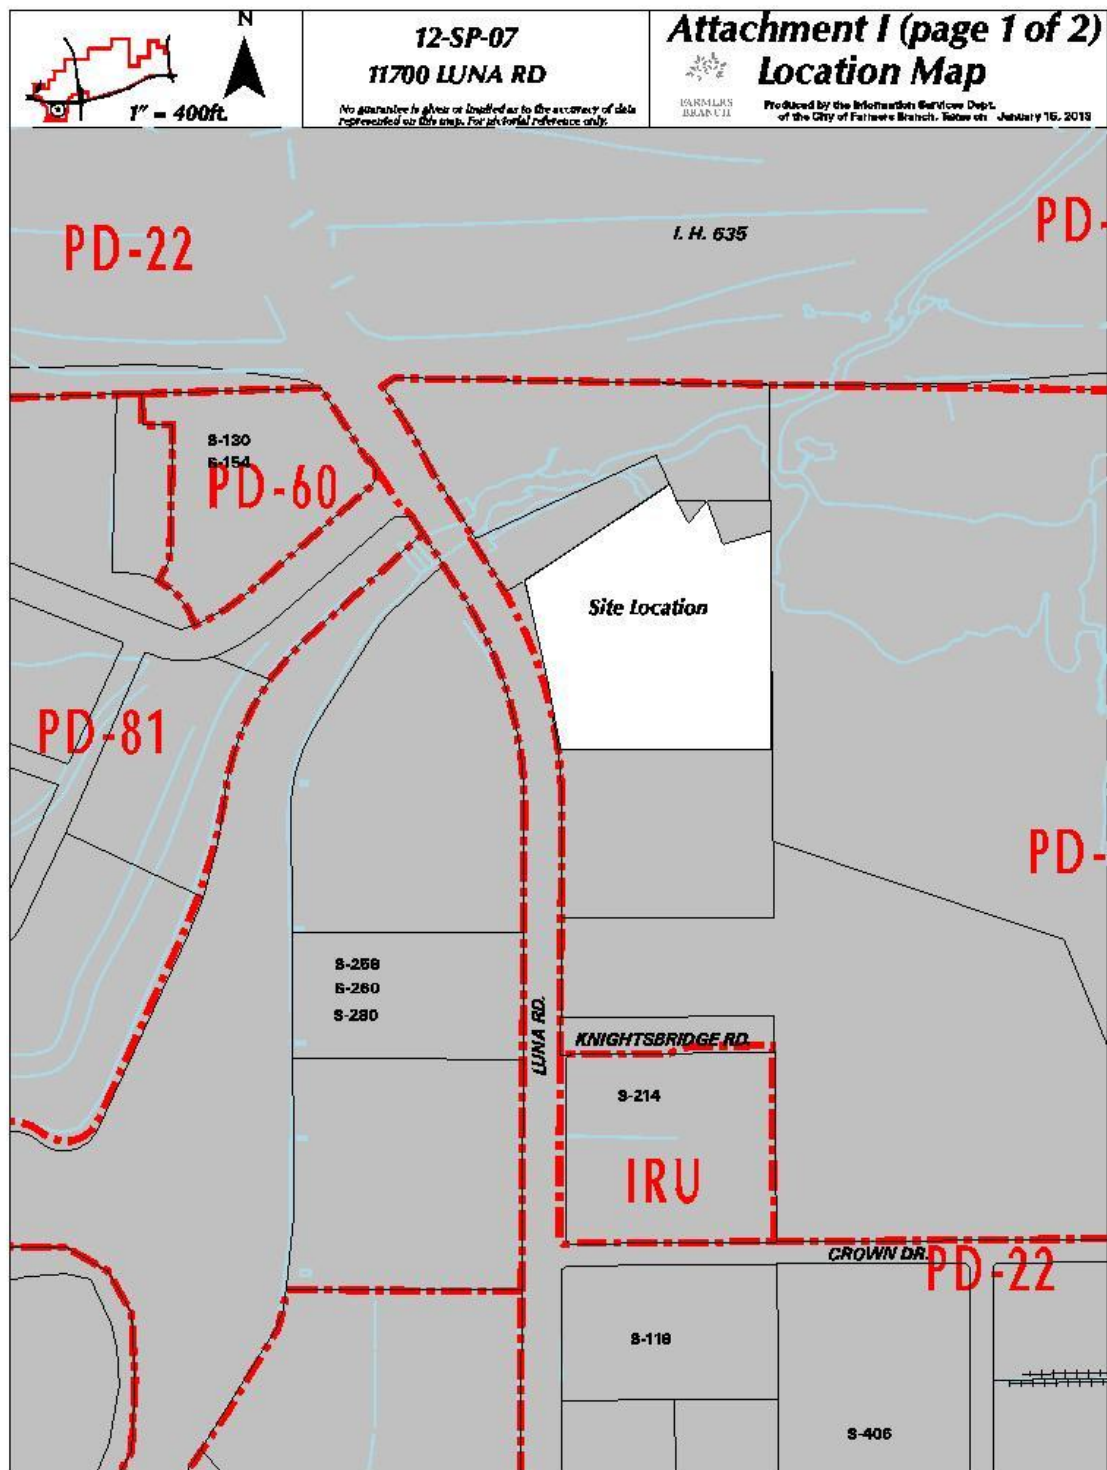 N
1" = 400ft.
12-SP-07
11700 LUNA RD
No guarantee is given or implied as to the accuracy of data
represented on this map. For pictorial reference only.
Attachment I (page 1 of 2)
Location Map
FARMERS
BRANCH
Produced by the Information Services Dept.
of the City of Farmers Branch, Texas on January 15, 2013
PD-22
I. H. 635
PD-
S-130
S-154
PD-60
Site Location
PD-81
PD-
S-258
S-260
S-280
LUNA RD.
KNIGHTSBRIDGE RD.
S-214
IRU
CROWN DR.
PD-22
S-116
S-406